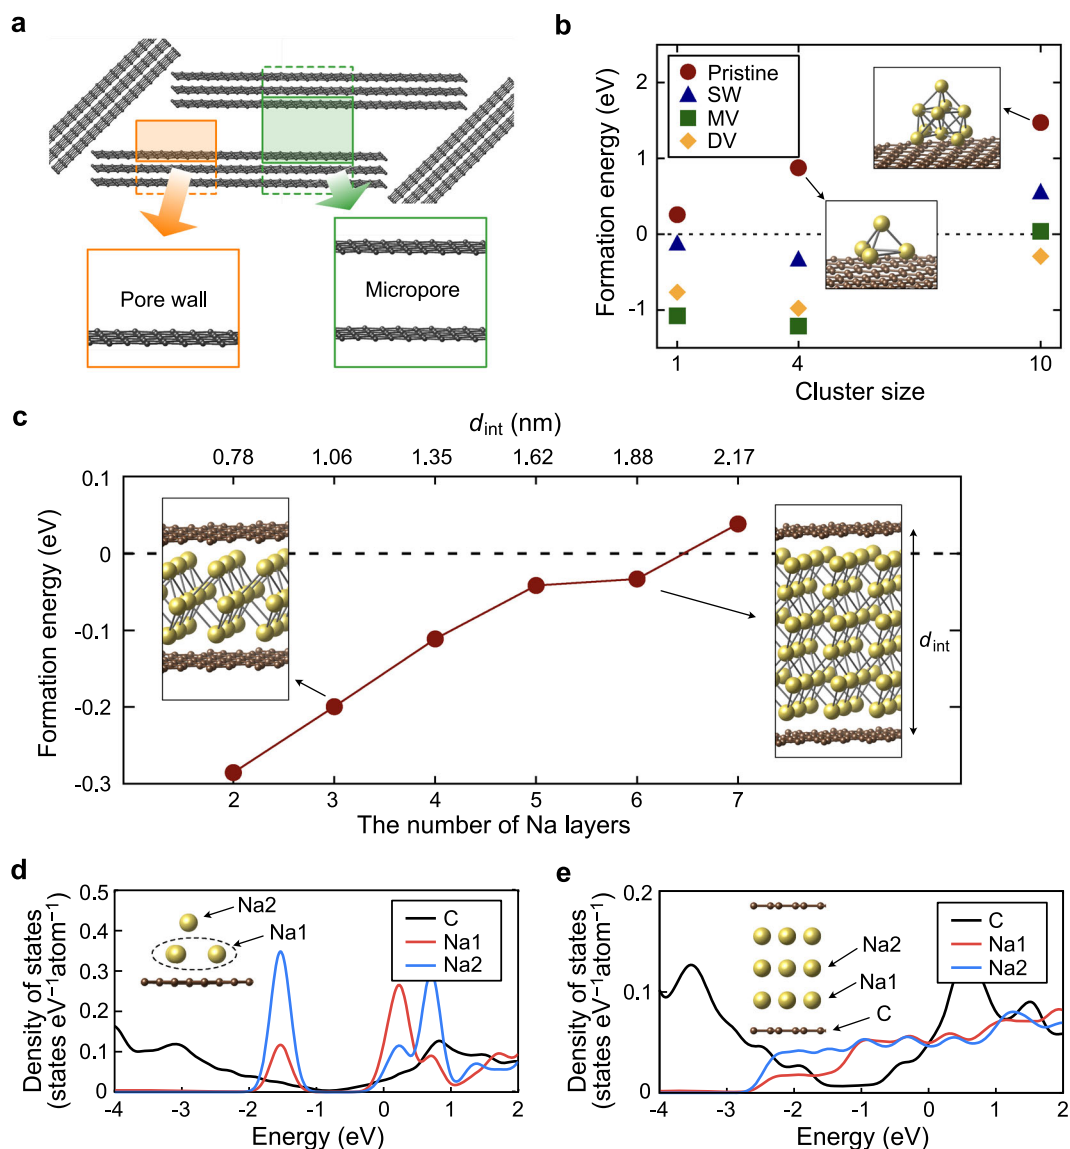 a
Pore wall
Micropore
b
Formation energy (eV)
2
1
0
-1
Pristine
SW
MV
DV
1
4
10
Cluster size
c
d_int (nm)
0.78
1.06
1.35
1.62
1.88
2.17
Formation energy (eV)
0.1
0
-0.1
-0.2
-0.3
d_int
2
3
4
5
6
7
The number of Na layers
d
Density of states
(states eV⁻¹atom⁻¹)
0.5
0.4
0.3
0.2
0.1
0
Na2
Na1
C
Na1
Na2
-4
-3
-2
-1
0
1
2
Energy (eV)
e
Density of states
(states eV⁻¹atom⁻¹)
0.2
0.1
0
Na2
Na1
C
C
Na1
Na2
-4
-3
-2
-1
0
1
2
Energy (eV)